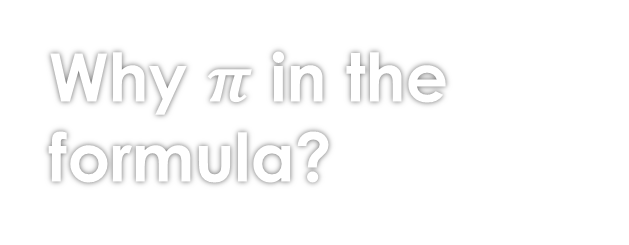 Why π in the
formula?